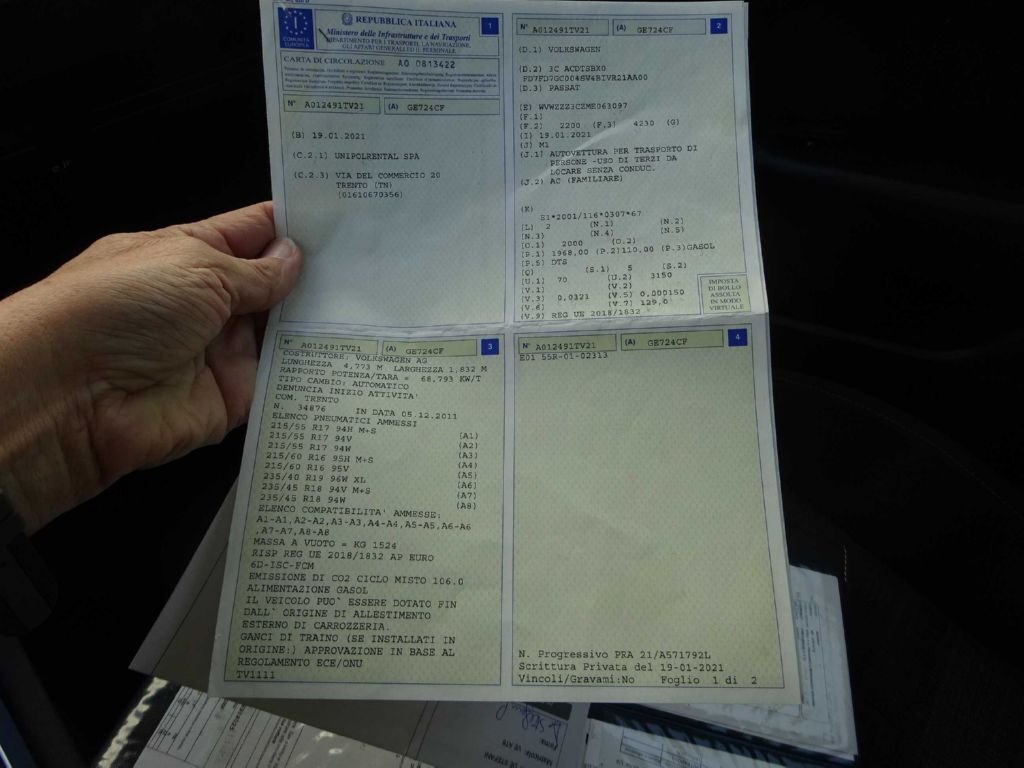 COMUNITÀ
EUROPEA
REPUBBLICA ITALIANA
1
Ministero delle Infrastrutture e dei Trasporti
DIPARTIMENTO PER I TRASPORTI, LA NAVIGAZIONE,
GLI AFFARI GENERALI ED IL PERSONALE
CARTA DI CIRCOLAZIONE AO 0813422
N° A012491TV21 (A) GE724CF
(B) 19.01.2021
(C.2.1) UNIPOLRENTAL SPA
(C.2.3) VIA DEL COMMERCIO 20
TRENTO (TN)
(01610670356)
N° A012491TV21 (A) GE724CF 2
(D.1) VOLKSWAGEN
(D.2) 3C ACDTSBX0
FD7FD7GC004SV4BIVR21AA00
(D.3) PASSAT
(E) WVWZZZ3CZME063097
(F.1)
(F.2) 2200 (F.3) 4230 (G)
(I) 19.01.2021
(J) M1
(J.1) AUTOVETTURA PER TRASPORTO DI
PERSONE -USO DI TERZI DA
LOCARE SENZA CONDUC.
(J.2) AC (FAMILIARE)
(K)
E1*2001/116*0307*67
(L) 2 (N.1) (N.2)
(N.3) (N.4) (N.5)
(O.1) 2000 (O.2)
(P.1) 1968,00 (P.2)110,00 (P.3)GASOL
(P.5) DTS
(Q) (S.1) 5 (S.2)
(U.1) 70 (U.2) 3150
(V.1) (V.2)
(V.3) 0,0321 (V.5) 0,000150
(V.6) (V.7) 129,0
(V.9) REG UE 2018/1832
IMPOSTA
DI BOLLO
ASSOLTA
IN MODO
VIRTUALE
N° A012491TV21 (A) GE724CF 3
COSTRUTTORE: VOLKSWAGEN AG
LUNGHEZZA 4,773 M LARGHEZZA 1,832 M
RAPPORTO POTENZA/TARA = 68,793 KW/T
TIPO CAMBIO: AUTOMATICO
DENUNCIA INIZIO ATTIVITA'
COM. TRENTO
N. 34876 IN DATA 05.12.2011
ELENCO PNEUMATICI AMMESSI
215/55 R17 94H M+S (A1)
215/55 R17 94V (A2)
215/55 R17 94W (A3)
215/60 R16 95H M+S (A4)
215/60 R16 95V (A5)
235/40 R19 96W XL (A6)
235/45 R18 94V M+S (A7)
235/45 R18 94W (A8)
ELENCO COMPATIBILITA' AMMESSE:
A1-A1,A2-A2,A3-A3,A4-A4,A5-A5,A6-A6
,A7-A7,A8-A8
MASSA A VUOTO = KG 1524
RISP REG UE 2018/1832 AP EURO
6D-ISC-FCM
EMISSIONE DI CO2 CICLO MISTO 106.0
ALIMENTAZIONE GASOL
IL VEICOLO PUO` ESSERE DOTATO FIN
DALL` ORIGINE DI ALLESTIMENTO
ESTERNO DI CARROZZERIA.
GANCI DI TRAINO (SE INSTALLATI IN
ORIGINE:) APPROVAZIONE IN BASE AL
REGOLAMENTO ECE/ONU
TV1111
N° A012491TV21 (A) GE724CF 4
E01 55R-01-02313
N. Progressivo PRA 21/A571792L
Scrittura Privata del 19-01-2021
Vincoli/Gravami:No Foglio 1 di 2